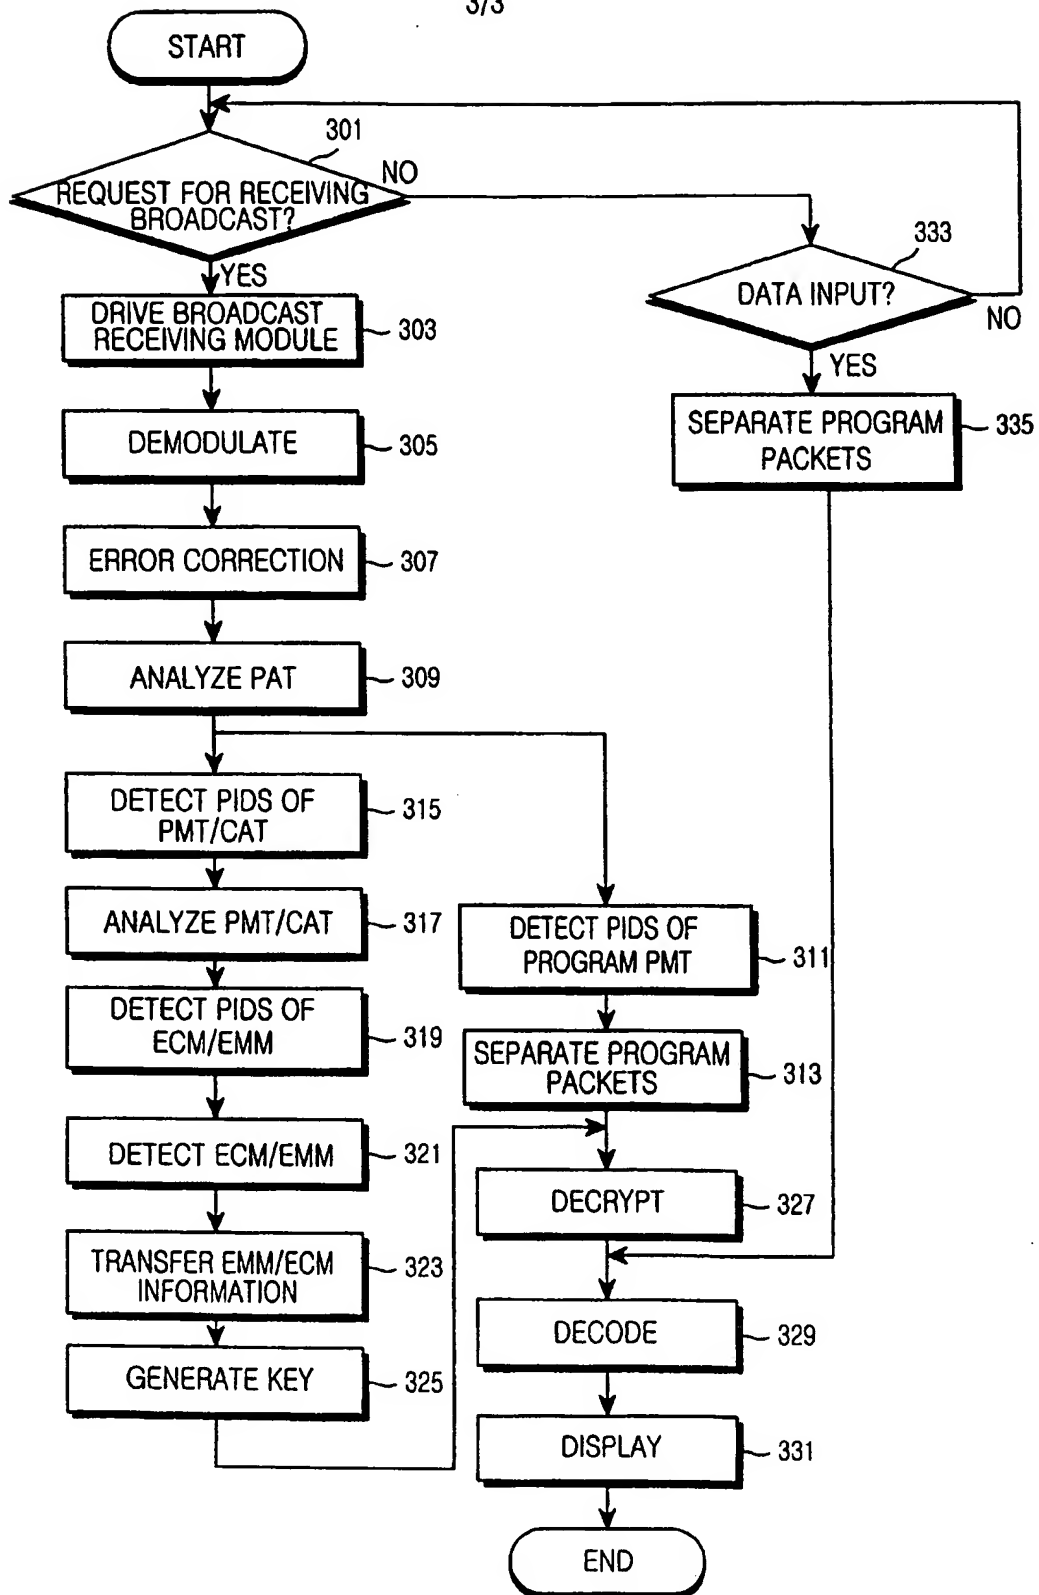 3/3
START
301
NO
REQUEST FOR RECEIVING
BROADCAST?
YES
333
DATA INPUT?
NO
YES
DRIVE BROADCAST
RECEIVING MODULE
303
SEPARATE PROGRAM
PACKETS
335
DEMODULATE
305
ERROR CORRECTION
307
ANALYZE PAT
309
DETECT PIDS OF
PMT/CAT
315
ANALYZE PMT/CAT
317
DETECT PIDS OF
PROGRAM PMT
311
DETECT PIDS OF
ECM/EMM
319
SEPARATE PROGRAM
PACKETS
313
DETECT ECM/EMM
321
DECRYPT
327
TRANSFER EMM/ECM
INFORMATION
323
DECODE
329
GENERATE KEY
325
DISPLAY
331
END